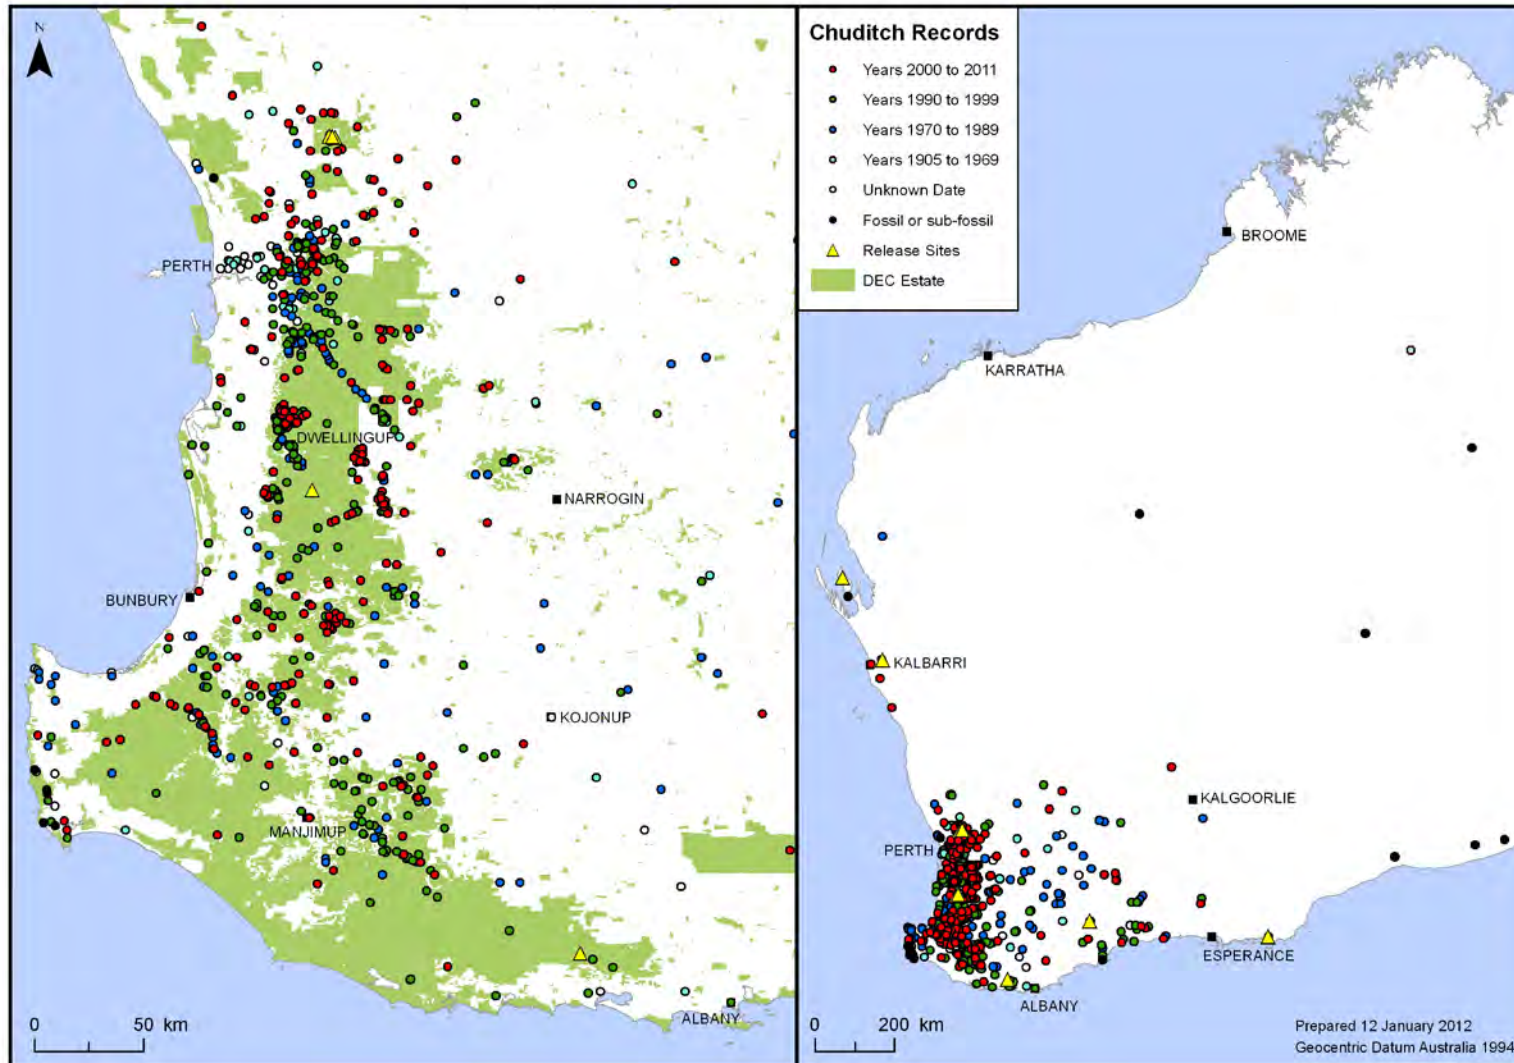 N
PERTH
DWELLINGUP
NARROGIN
BUNBURY
KOJONUP
MANJIMUP
ALBANY
0 50 km
Chuditch Records
Years 2000 to 2011
Years 1990 to 1999
Years 1970 to 1989
Years 1905 to 1969
Unknown Date
Fossil or sub-fossil
Release Sites
DEC Estate
BROOME
KARRATHA
KALBARRI
KALGOORLIE
PERTH
ESPERANCE
ALBANY
0 200 km
Prepared 12 January 2012
Geocentric Datum Australia 1994